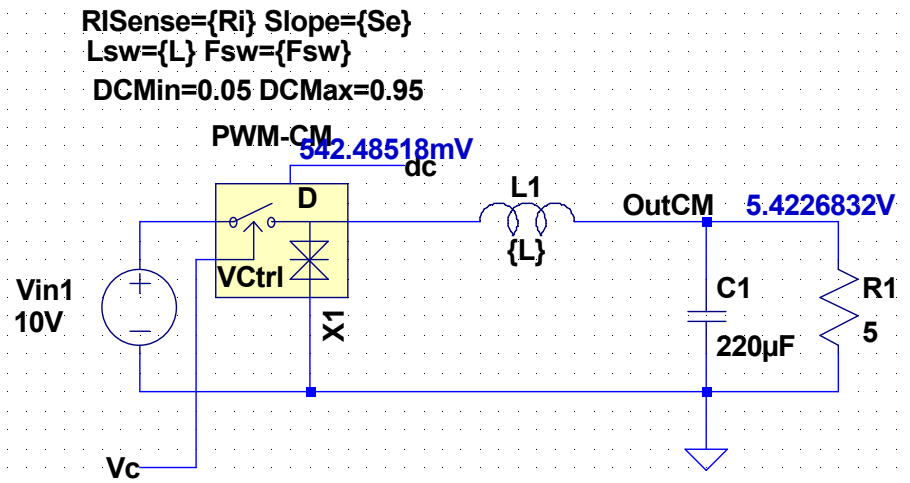 RISense={Ri} Slope={Se}
Lsw={L} Fsw={Fsw}
DCMin=0.05 DCMax=0.95
PWM-CM
542.48518mV
dc
D
L1
OutCM
5.4226832V
{L}
VCtrl
Vin1
10V
X1
C1
R1
220µF
5
Vc